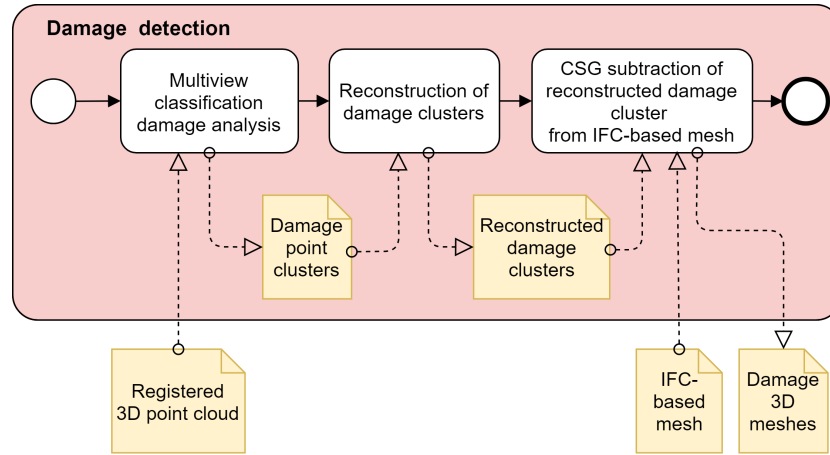 Damage detection
Multiview
classification
damage analysis
Reconstruction of
damage clusters
CSG subtraction of
reconstructed damage
cluster
from IFC-based mesh
Damage
point
clusters
Reconstructed
damage
clusters
Registered
3D point cloud
IFC-
based
mesh
Damage
3D
meshes